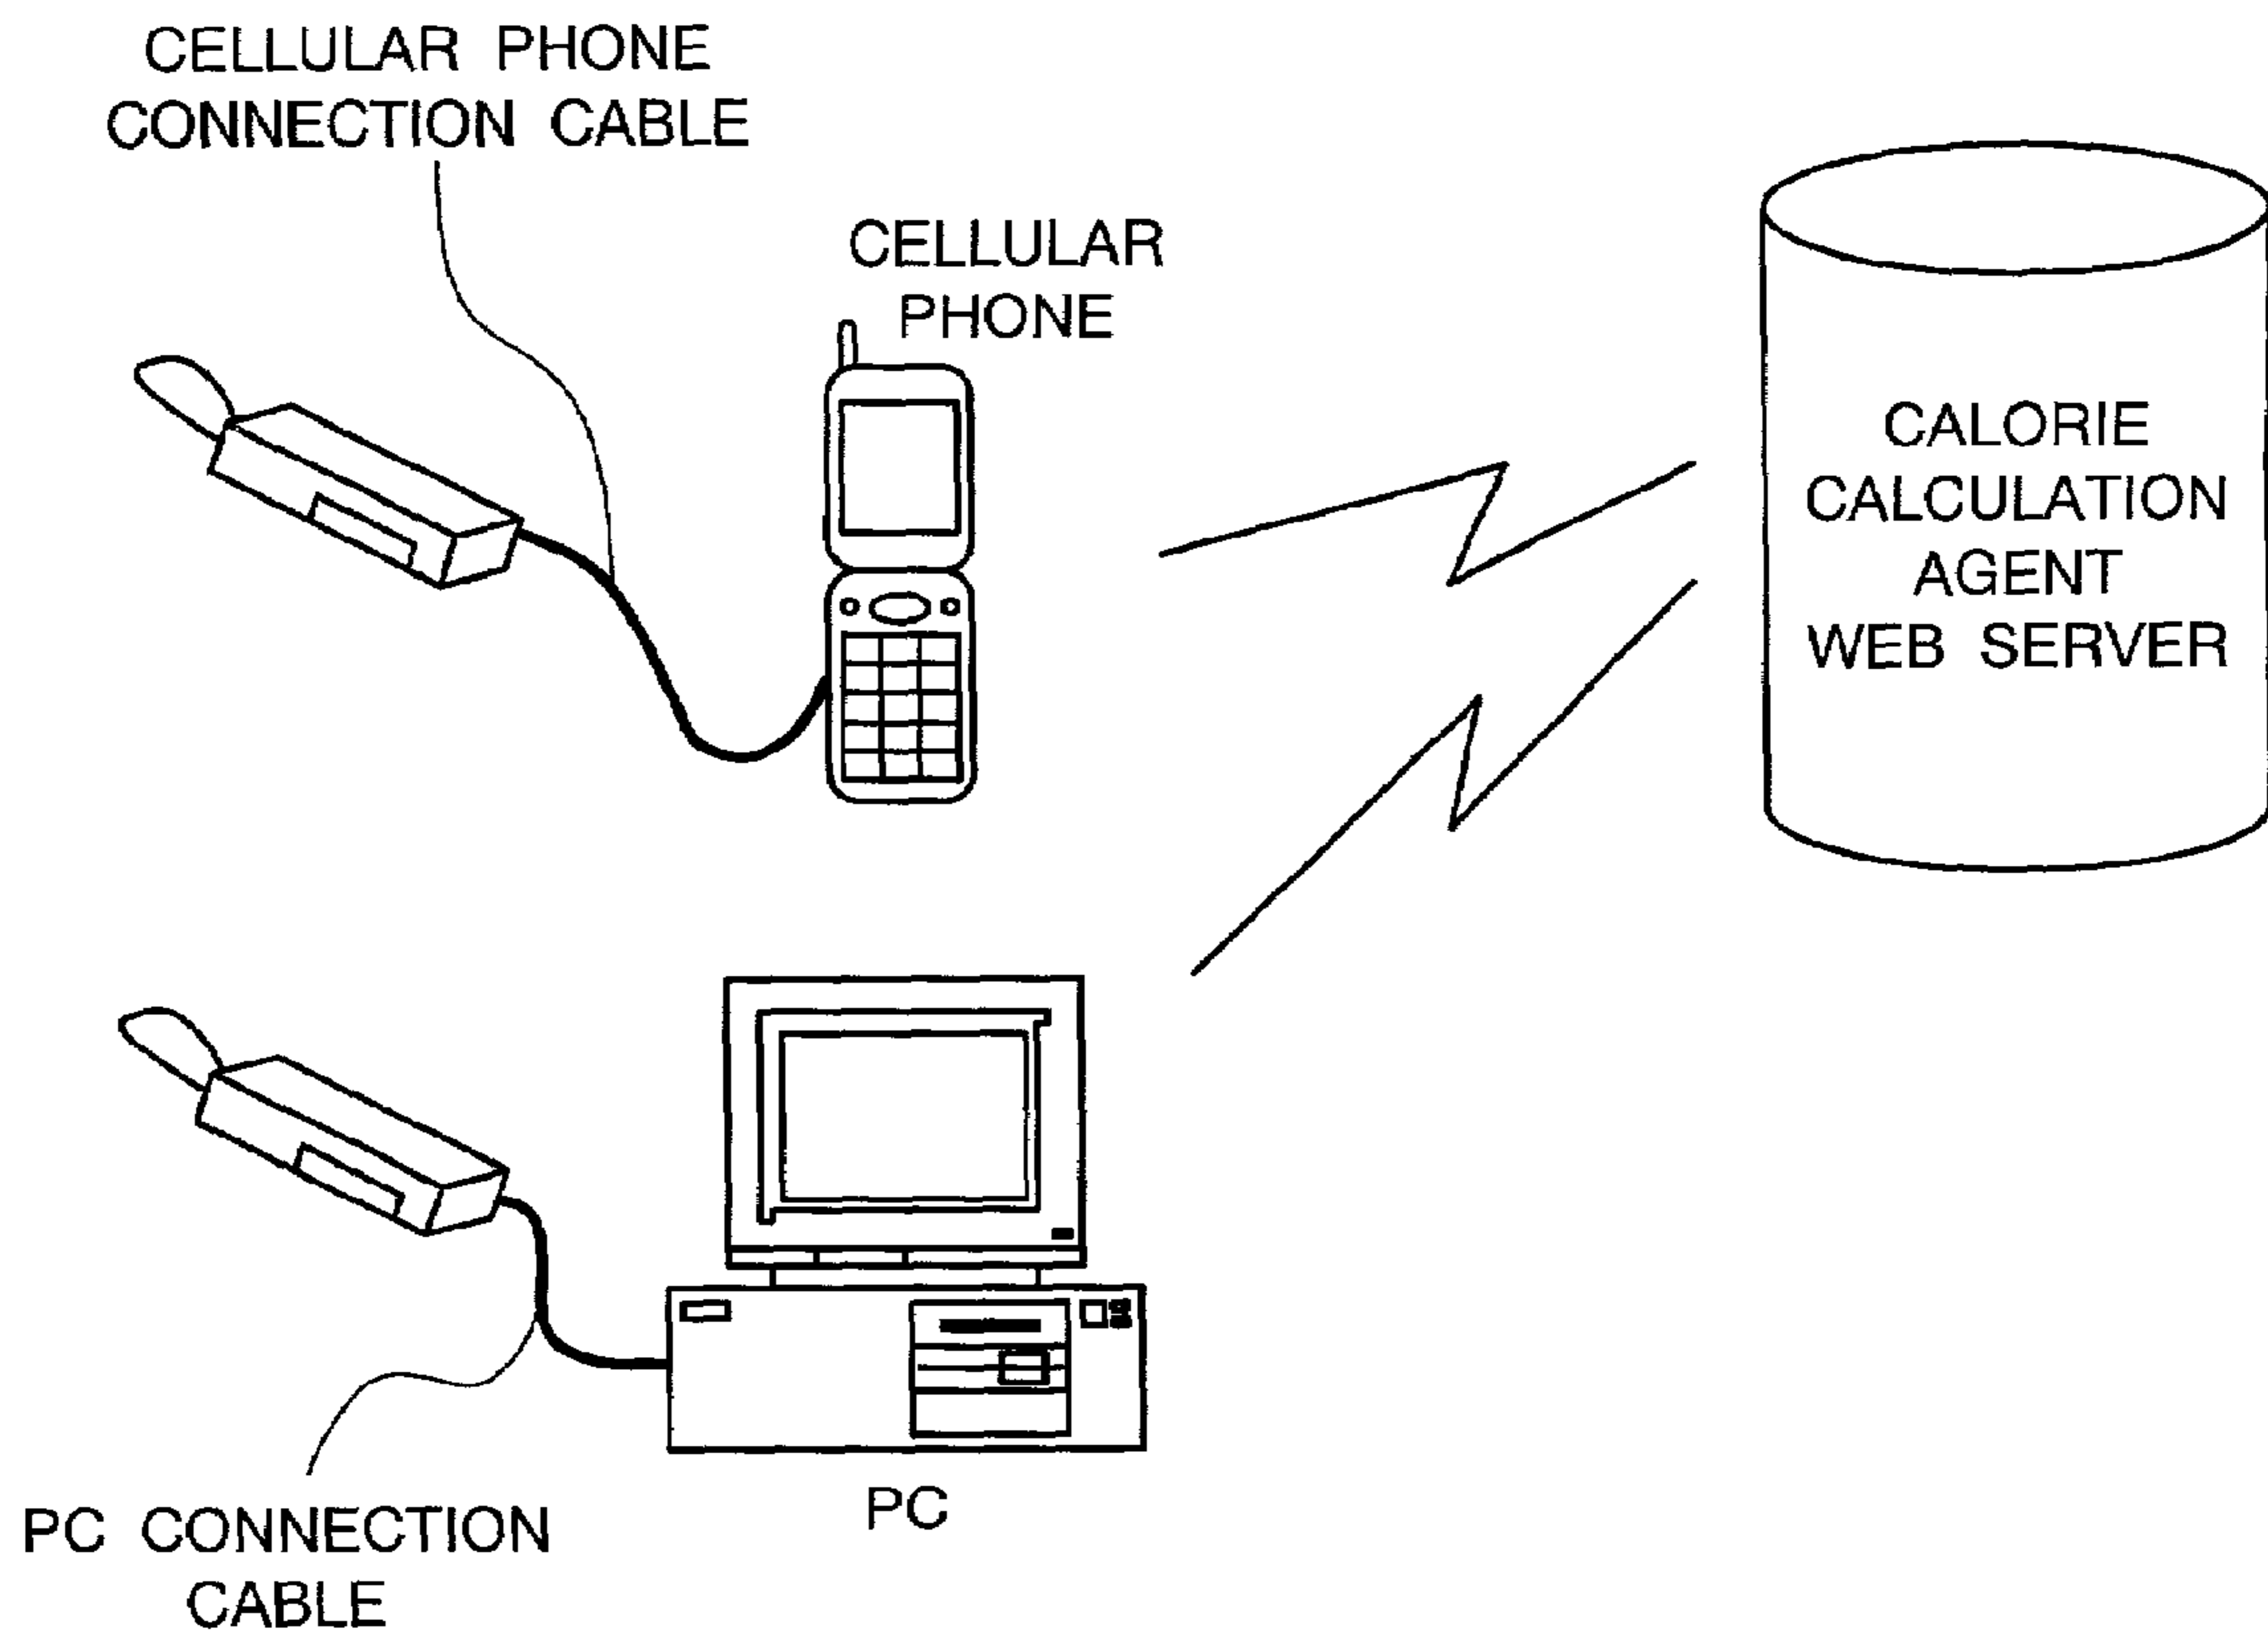 CELLULAR PHONE
CONNECTION CABLE
CELLULAR
PHONE
CALORIE
CALCULATION
AGENT
WEB SERVER
PC CONNECTION
CABLE
PC